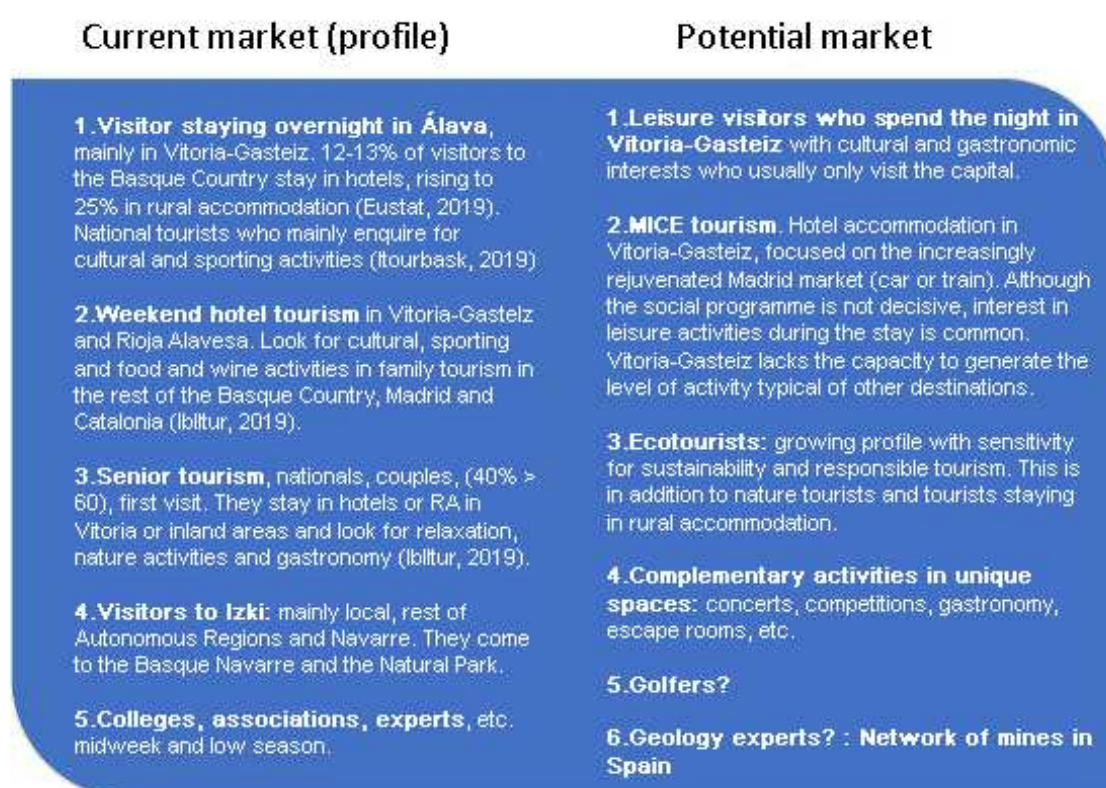 Current market (profile)
1.Visitor staying overnight in Álava,
mainly in Vitoria-Gasteiz. 12-13% of visitors to
the Basque Country stay in hotels, rising to
25% in rural accommodation (Eustat, 2019).
National tourists who mainly enquire for
cultural and sporting activities (Itourbask, 2019)
2.Weekend hotel tourism in Vitoria-Gastelz
and Rioja Alavesa. Look for cultural, sporting
and food and wine activities in family tourism in
the rest of the Basque Country, Madrid and
Catalonia (Ibiltur, 2019).
3.Senior tourism, nationals, couples, (40% >
60), first visit. They stay in hotels or RA in
Vitoria or inland areas and look for relaxation,
nature activities and gastronomy (Ibiltur, 2019).
4.Visitors to Izki: mainly local, rest of
Autonomous Regions and Navarre. They come
to the Basque Navarre and the Natural Park.
5.Colleges, associations, experts, etc.
midweek and low season.
Potential market
1.Leisure visitors who spend the night in
Vitoria-Gasteiz with cultural and gastronomic
interests who usually only visit the capital.
2.MICE tourism. Hotel accommodation in
Vitoria-Gasteiz, focused on the increasingly
rejuvenated Madrid market (car or train). Although
the social programme is not decisive, interest in
leisure activities during the stay is common.
Vitoria-Gasteiz lacks the capacity to generate the
level of activity typical of other destinations.
3.Ecotourists: growing profile with sensitivity
for sustainability and responsible tourism. This is
in addition to nature tourists and tourists staying
in rural accommodation.
4.Complementary activities in unique
spaces: concerts, competitions, gastronomy,
escape rooms, etc.
5.Golfers?
6.Geology experts? : Network of mines in
Spain